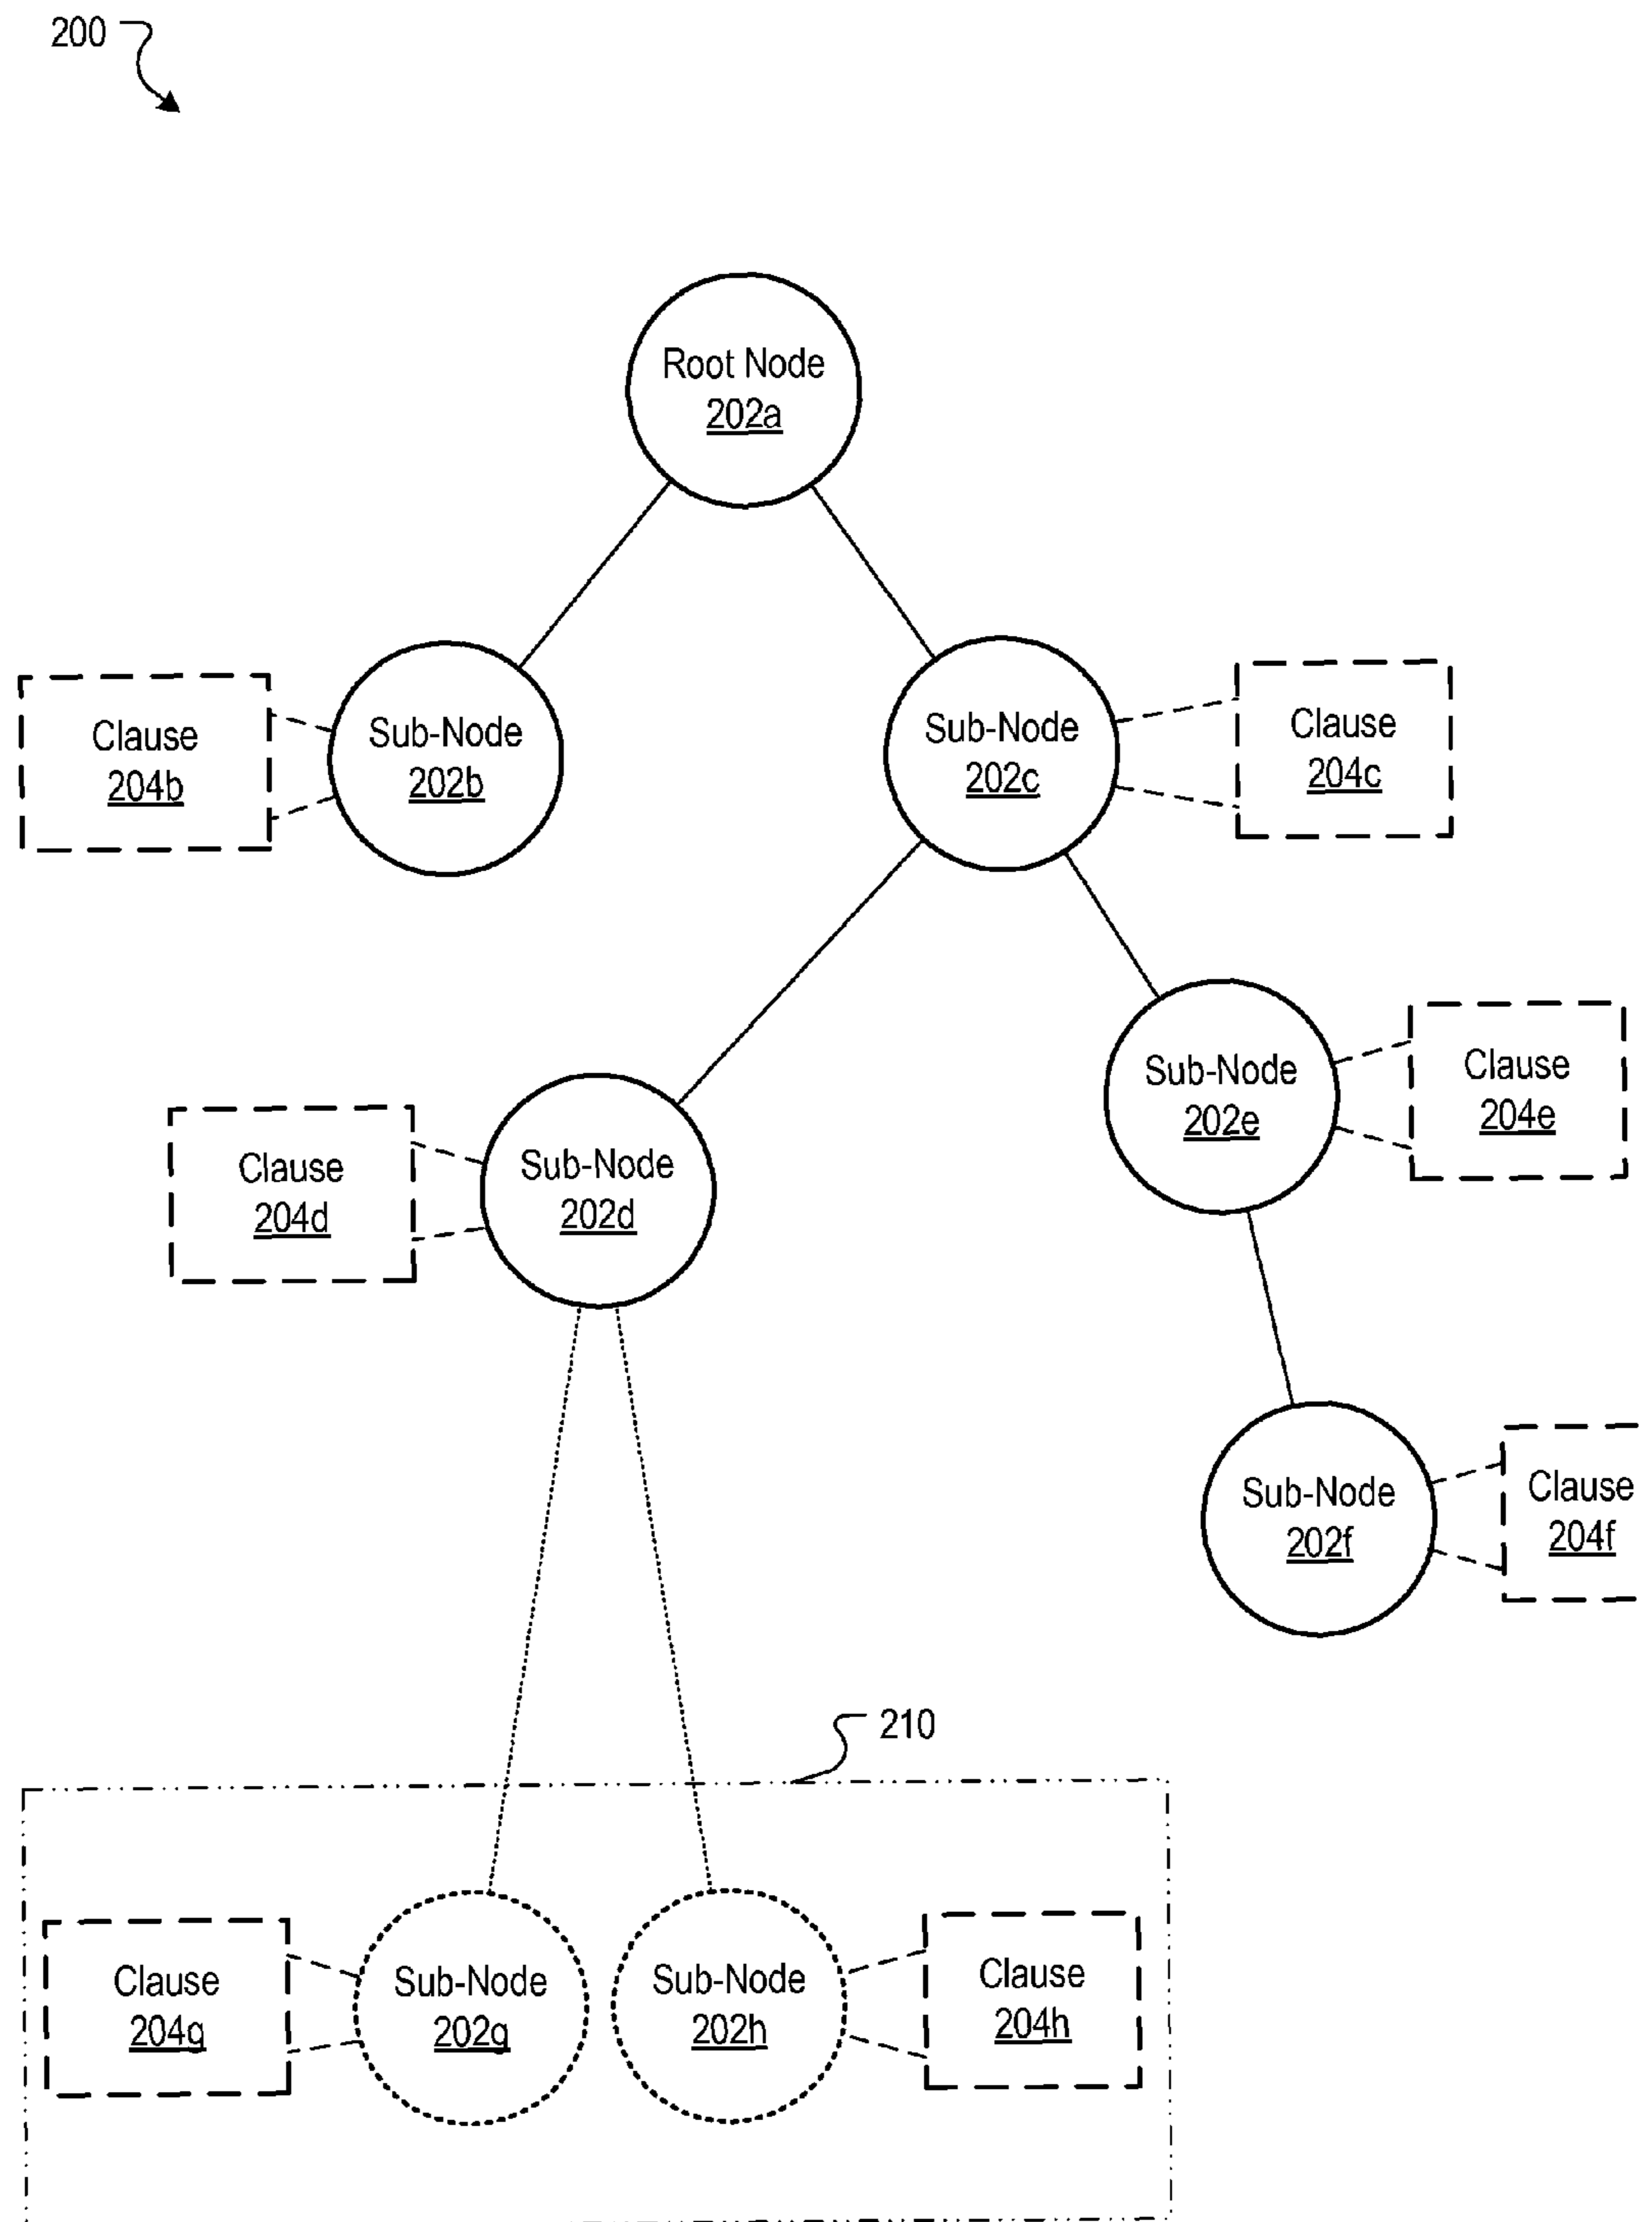 200
Root Node
202a
Clause
204b
Sub-Node
202b
Sub-Node
202c
Clause
204c
Clause
204d
Sub-Node
202d
Sub-Node
202e
Clause
204e
Sub-Node
202f
Clause
204f
210
Clause
204g
Sub-Node
202g
Sub-Node
202h
Clause
204h